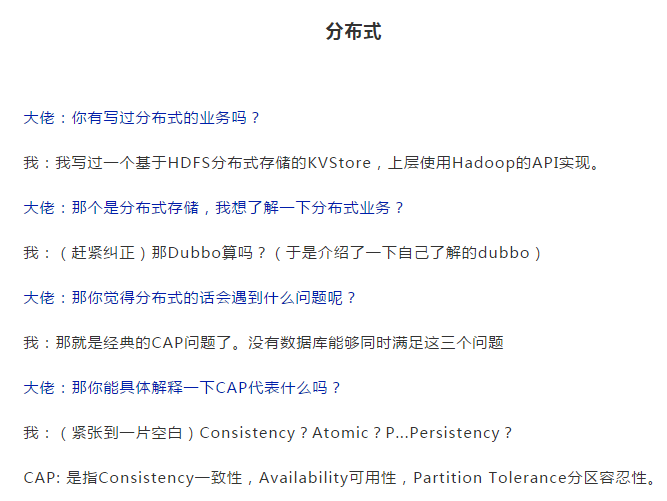 分布式
大佬：你有写过分布式的业务吗？
我：我写过一个基于HDFS分布式存储的KVStore，上层使用Hadoop的API实现。
大佬：那个是分布式存储，我想了解一下分布式业务？
我：（赶紧纠正）那Dubbo算吗？（于是介绍了一下自己了解的dubbo）
大佬：那你觉得分布式的话会遇到什么问题呢？
我：那就是经典的CAP问题了。没有数据库能够同时满足这三个问题
大佬：那你能具体解释一下CAP代表什么吗？
我：（紧张到一片空白）Consistency？Atomic？P...Persistency？
CAP: 是指Consistency一致性，Availability可用性，Partition Tolerance分区容忍性。